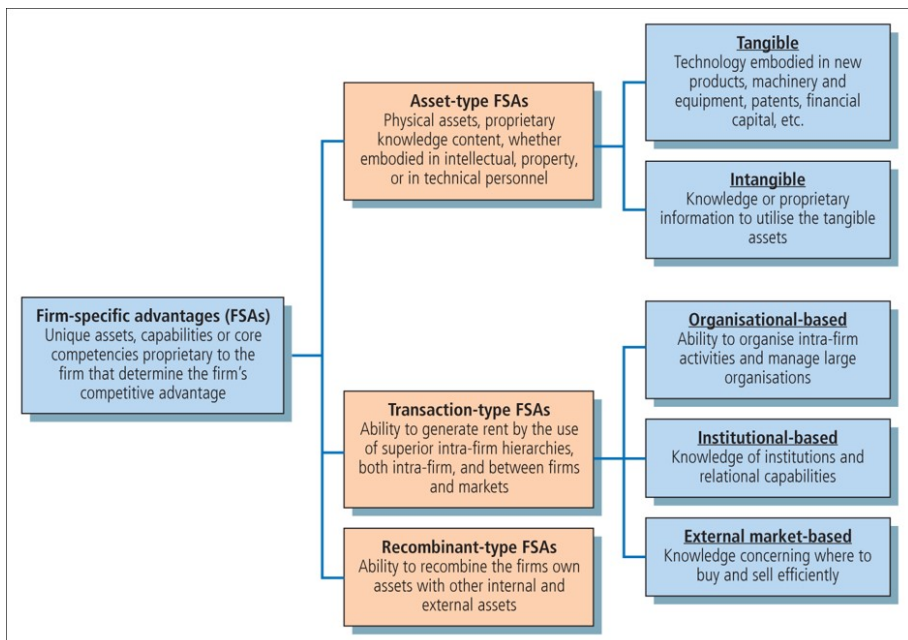 Firm-specific advantages (FSAs)
Unique assets, capabilities or core
competencies proprietary to the
firm that determine the firm's
competitive advantage
Asset-type FSAs
Physical assets, proprietary
knowledge content, whether
embodied in intellectual, property,
or in technical personnel
Tangible
Technology embodied in new
products, machinery and
equipment, patents, financial
capital, etc.
Intangible
Knowledge or proprietary
information to utilise the tangible
assets
Transaction-type FSAs
Ability to generate rent by the use
of superior intra-firm hierarchies,
both intra-firm, and between firms
and markets
Organisational-based
Ability to organise intra-firm
activities and manage large
organisations
Institutional-based
Knowledge of institutions and
relational capabilities
External market-based
Knowledge concerning where to
buy and sell efficiently
Recombinant-type FSAs
Ability to recombine the firms own
assets with other internal and
external assets